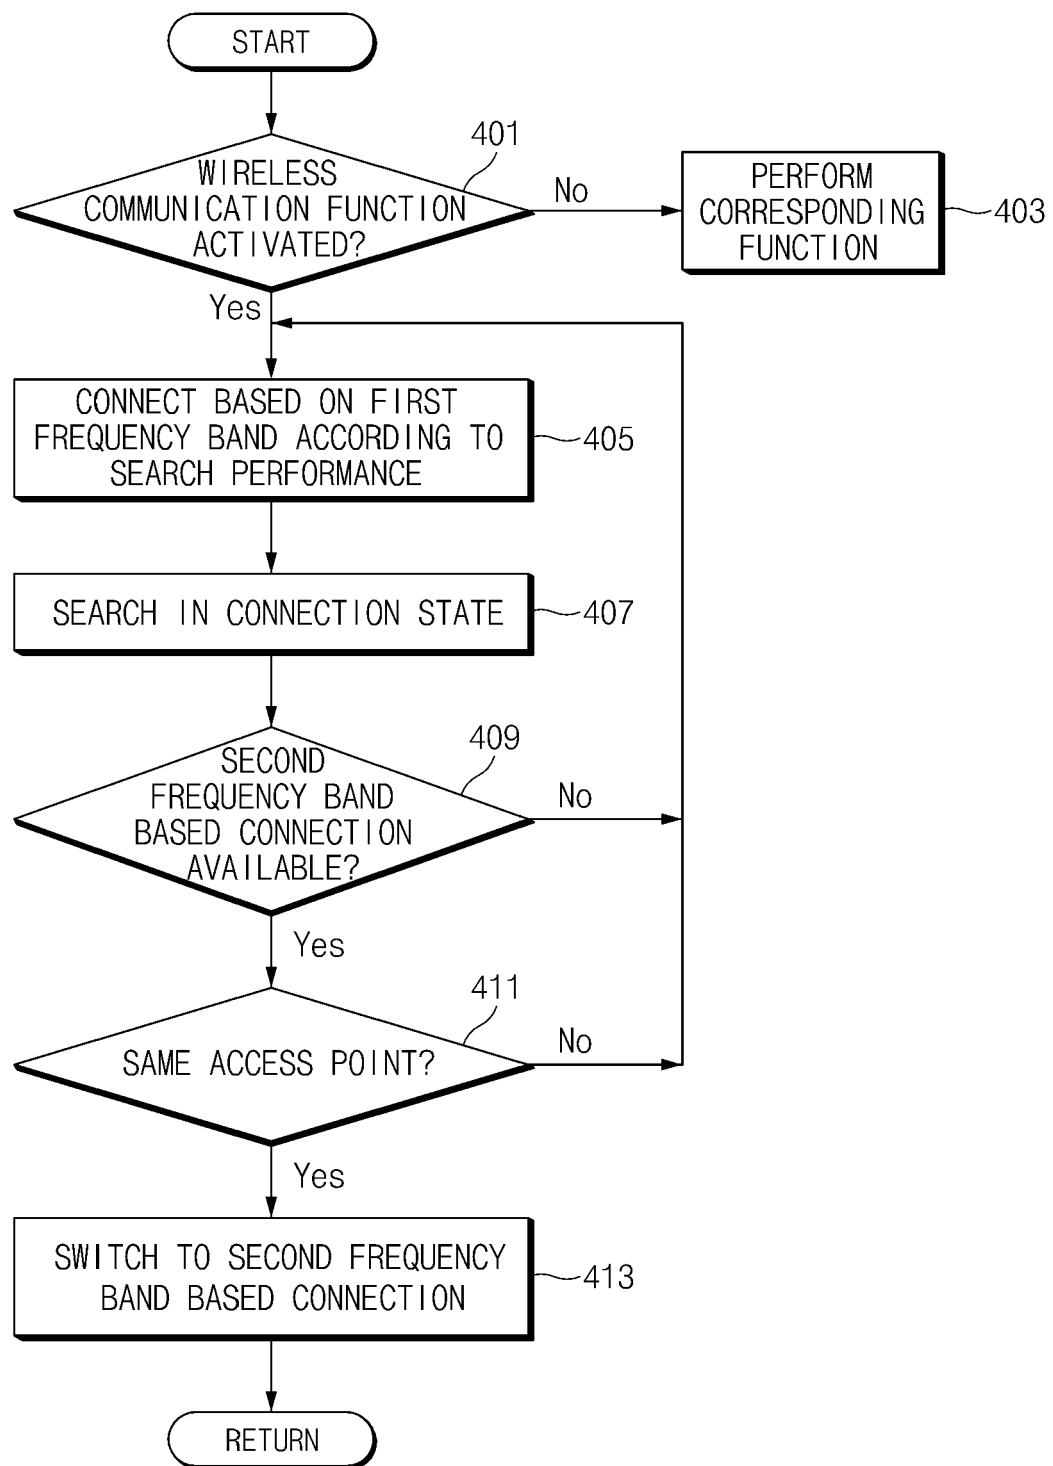 START
401
WIRELESS
COMMUNICATION FUNCTION
ACTIVATED?
No
PERFORM
CORRESPONDING
FUNCTION
403
Yes
CONNECT BASED ON FIRST
FREQUENCY BAND ACCORDING TO
SEARCH PERFORMANCE
405
SEARCH IN CONNECTION STATE
407
409
SECOND
FREQUENCY BAND
BASED CONNECTION
AVAILABLE?
No
Yes
411
SAME ACCESS POINT?
No
Yes
SWITCH TO SECOND FREQUENCY
BAND BASED CONNECTION
413
RETURN